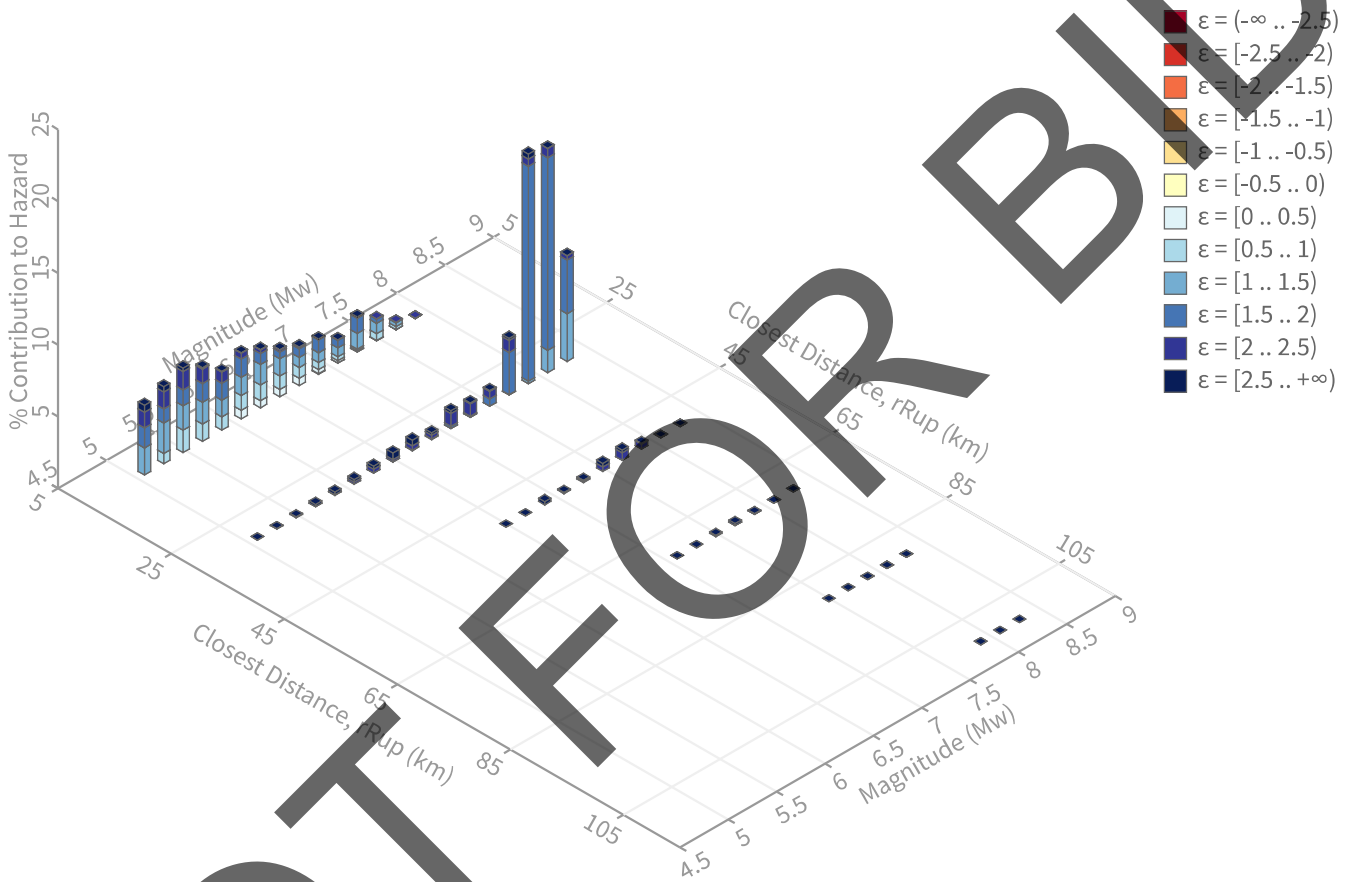 ε = (-∞ .. -2.5)
ε = [-2.5 .. -2)
ε = [-2 .. -1.5)
ε = [-1.5 .. -1)
ε = [-1 .. -0.5)
ε = [-0.5 .. 0)
ε = [0 .. 0.5)
ε = [0.5 .. 1)
ε = [1 .. 1.5)
ε = [1.5 .. 2)
ε = [2 .. 2.5)
ε = [2.5 .. +∞)
% Contribution to Hazard
25
20
15
10
5
Magnitude (Mw)
4.5
5
7
7.5
8
8.5
9
Closest Distance, rRup (km)
5
25
45
65
85
105
Closest Distance, rRup (km)
5
25
45
65
85
105
Magnitude (Mw)
4.5
5
5.5
6
6.5
7
7.5
8
8.5
9
FOR